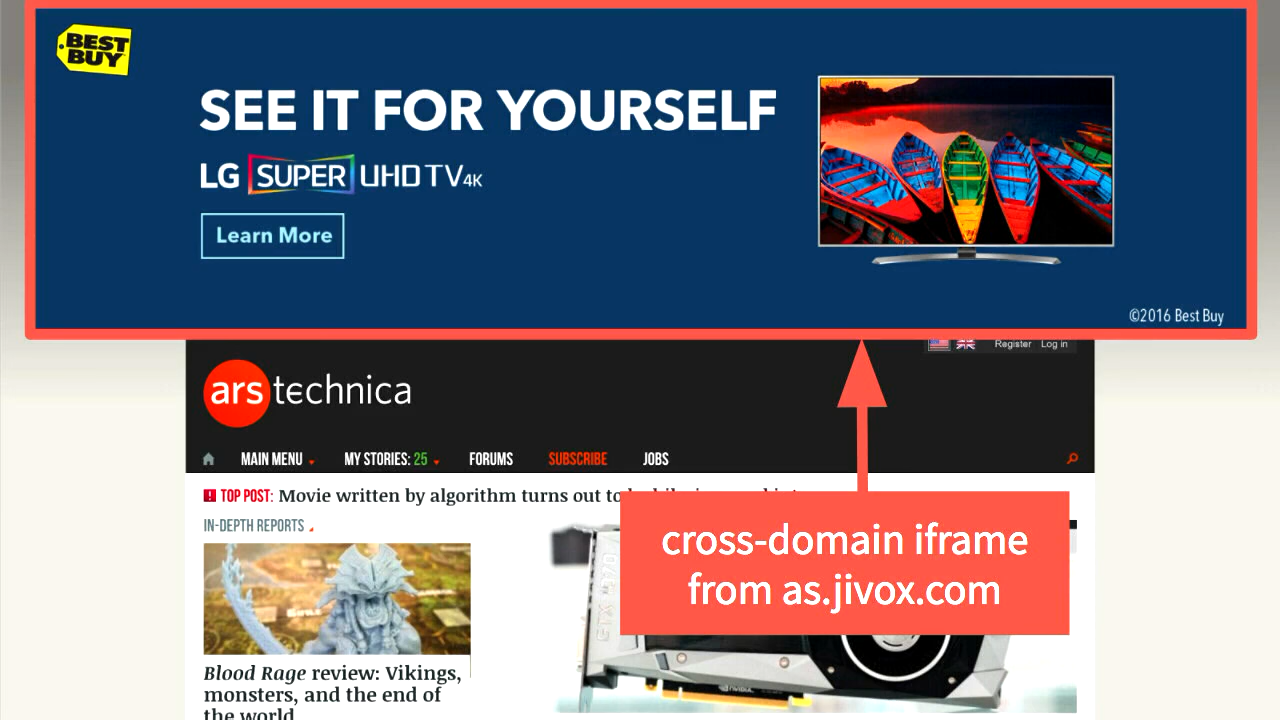 BEST
BUY
SEE IT FOR YOURSELF
LG SUPER UHD TV 4K
Learn More
©2016 Best Buy
Register Log in
ars technica
MAIN MENU
MY STORIES: 25
FORUMS
SUBSCRIBE
JOBS
TOP POST: Movie written by algorithm turns out to
IN-DEPTH REPORTS
cross-domain iframe
from as.jivox.com
NVIDIA
Blood Rage review: Vikings,
monsters, and the end of
the world